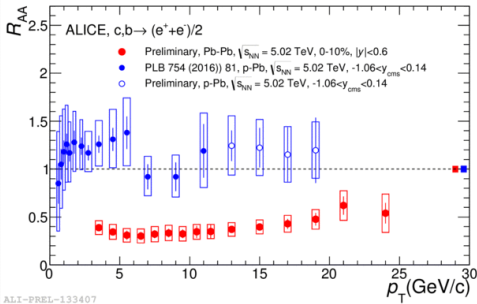 R_AA
2.5
2
1.5
1
0.5
0
ALICE, c,b→ (e⁺+e⁻)/2
Preliminary, Pb-Pb, √s_NN = 5.02 TeV, 0-10%, |y|<0.6
PLB 754 (2016)) 81, p-Pb, √s_NN = 5.02 TeV, -1.06<y_cms<0.14
Preliminary, p-Pb, √s_NN = 5.02 TeV, -1.06<y_cms<0.14
0 5 10 15 20 25 30
p_T(GeV/c)
ALI-PREL-133407